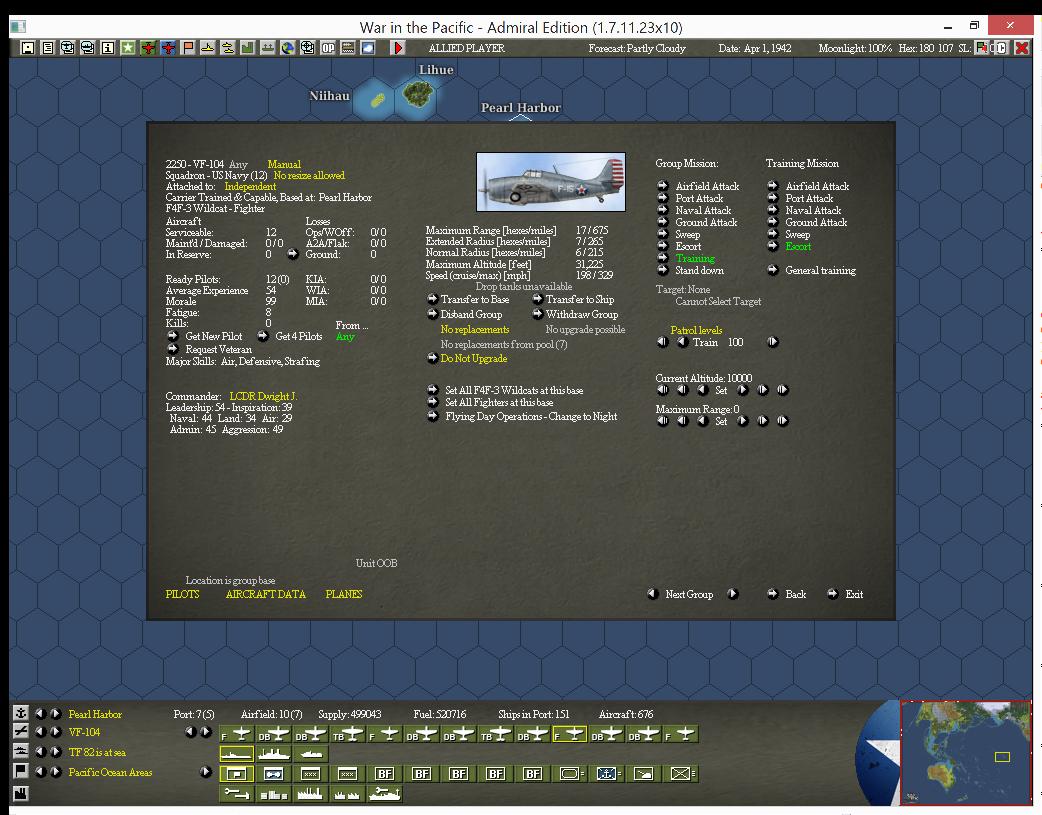 War in the Pacific - Admiral Edition (1.7.11.23x10)
OP ALLIED PLAYER Forecast: Partly Cloudy Date: Apr 1, 1942 Moonlight: 100% Hex: 180 107 SL:
Lihue
Niihau
Pearl Harbor
2250 - VF-104 Any Manual
Squadron - US Navy (12) No resize allowed
Attached to: Independent
Carrier Trained & Capable, Based at: Pearl Harbor
F4F-3 Wildcat - Fighter
Aircraft Losses
Serviceable: 12 Ops/WOff: 0/0
Maint'd / Damaged: 0/0 A2A/Flak: 0/0
In Reserve: 0 Ground: 0/0
Ready Pilots: 12(0) KIA: 0/0
Average Experience 54 WIA: 0/0
Morale 99 MIA: 0/0
Fatigue: 8
Kills: 0
From ...
Get New Pilot Get 4 Pilots Any
Request Veteran
Major Skills: Air, Defensive, Strafing
Commander: LCDR Dwight J.
Leadership: 54 - Inspiration: 39
Naval: 44 Land: 34 Air: 29
Admin: 45 Aggression: 49
F-15
Maximum Range [hexes/miles] 17 / 675
Extended Radius [hexes/miles] 7 / 265
Normal Radius [hexes/miles] 6 / 215
Maximum Altitude [feet] 31,225
Speed (cruise/max) [mph] 198 / 329
Drop tanks unavailable
Transfer to Base Transfer to Ship
Disband Group Withdraw Group
No replacements No upgrade possible
No replacements from pool (7)
Do Not Upgrade
Set All F4F-3 Wildcats at this base
Set All Fighters at this base
Flying Day Operations - Change to Night
Group Mission: Training Mission
Airfield Attack Airfield Attack
Port Attack Port Attack
Naval Attack Naval Attack
Ground Attack Ground Attack
Sweep Sweep
Escort Escort
Training
Stand down General training
Target: None
Cannot Select Target
Patrol levels
Train 100
Current Altitude: 10000
Set
Maximum Range: 0
Set
Unit OOB
Location is group base
PILOTS AIRCRAFT DATA PLANES
Next Group Back Exit
Pearl Harbor Port: 7 (5) Airfield: 10 (7) Supply: 499043 Fuel: 520716 Ships in Port: 151 Aircraft: 676
VF-104 F DB DB TB F DB DB TB DB F DB DB F
TF 82 is at sea
Pacific Ocean Areas BF BF BF BF BF